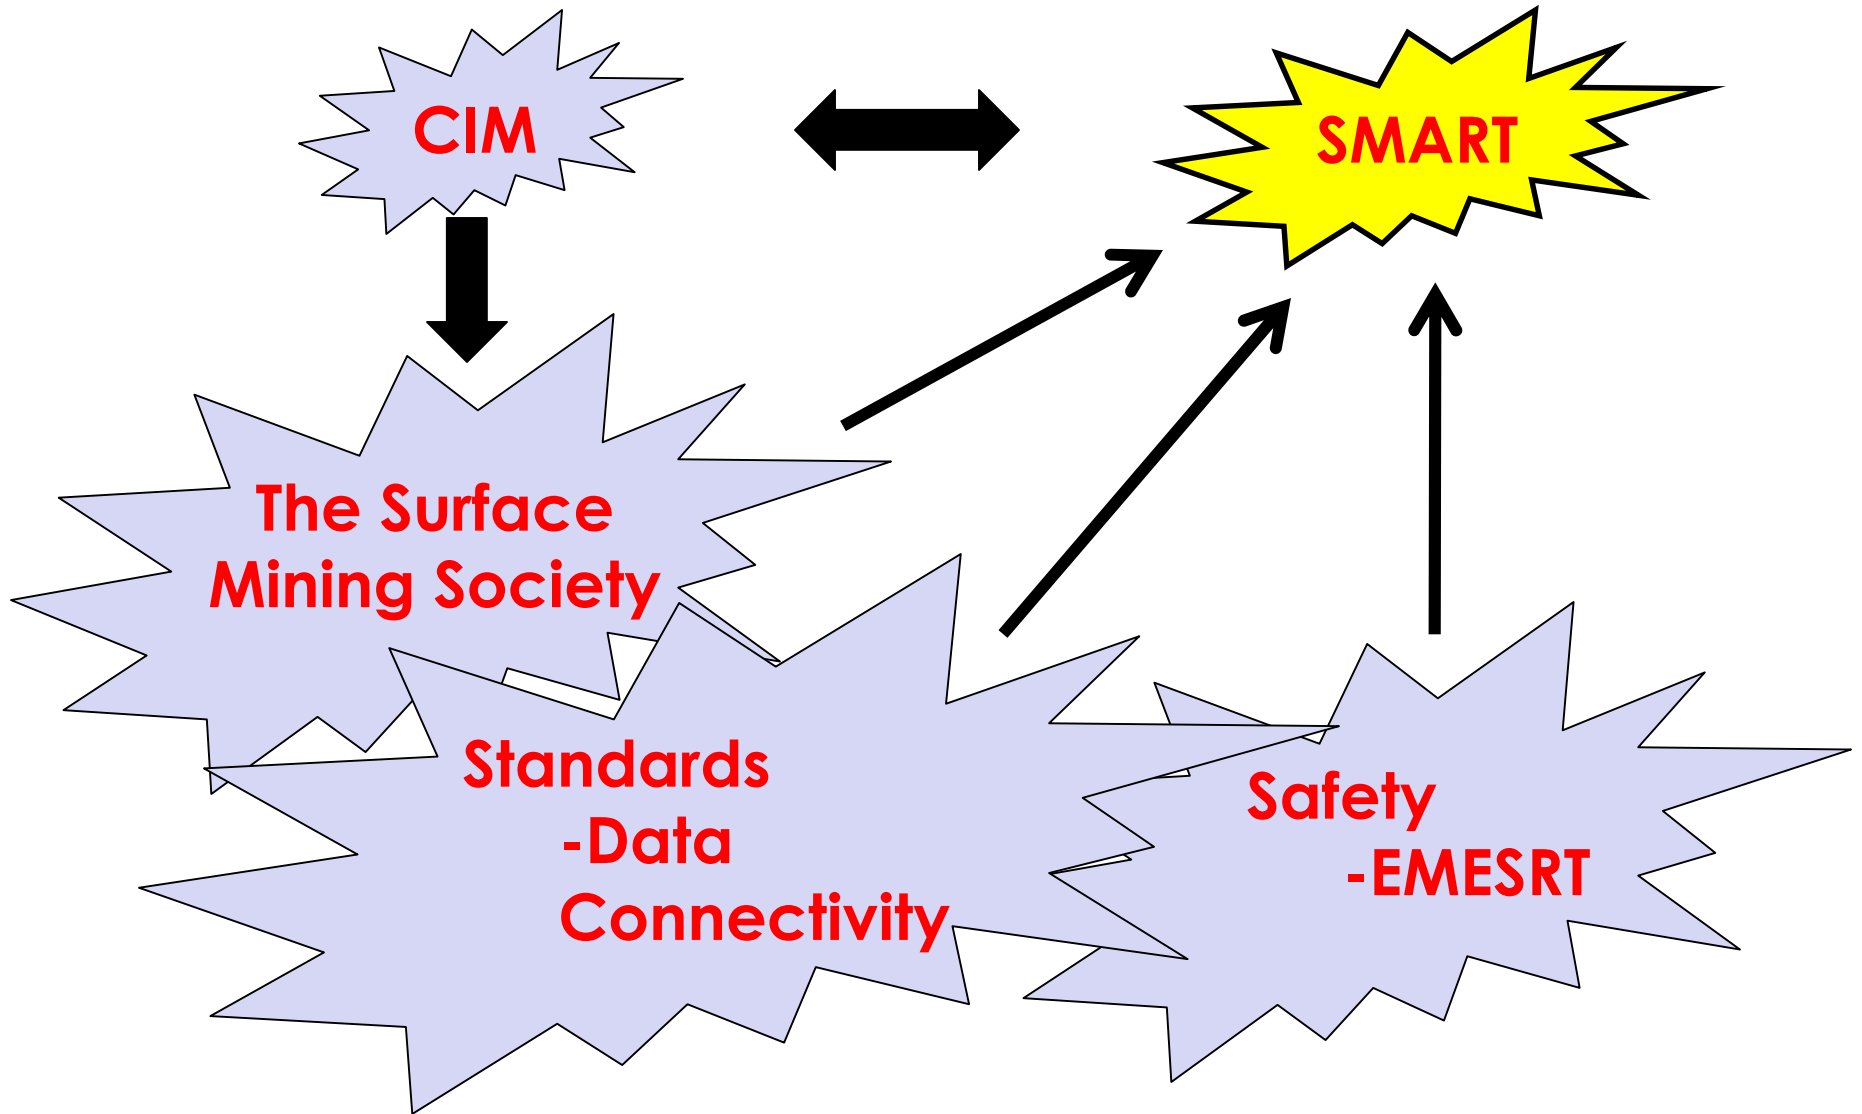 CIM
SMART
The Surface
Mining Society
Standards
-Data
Connectivity
Safety
-EMESRT